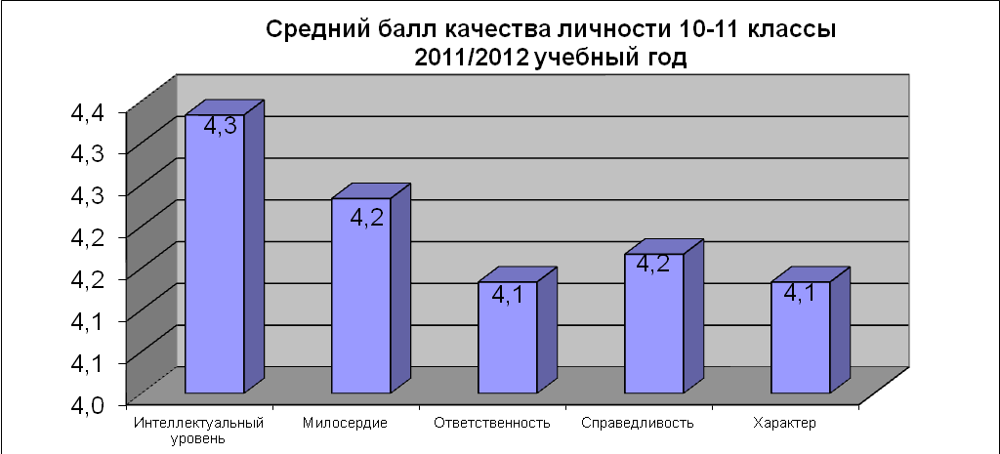 Средний балл качества личности 10-11 классы
2011/2012 учебный год
4,4
4,3
4,3
4,2
4,2
4,1
4,1
4,0
4,3
4,2
4,1
4,2
4,1
Интеллектуальный
уровень
Милосердие
Ответственность
Справедливость
Характер